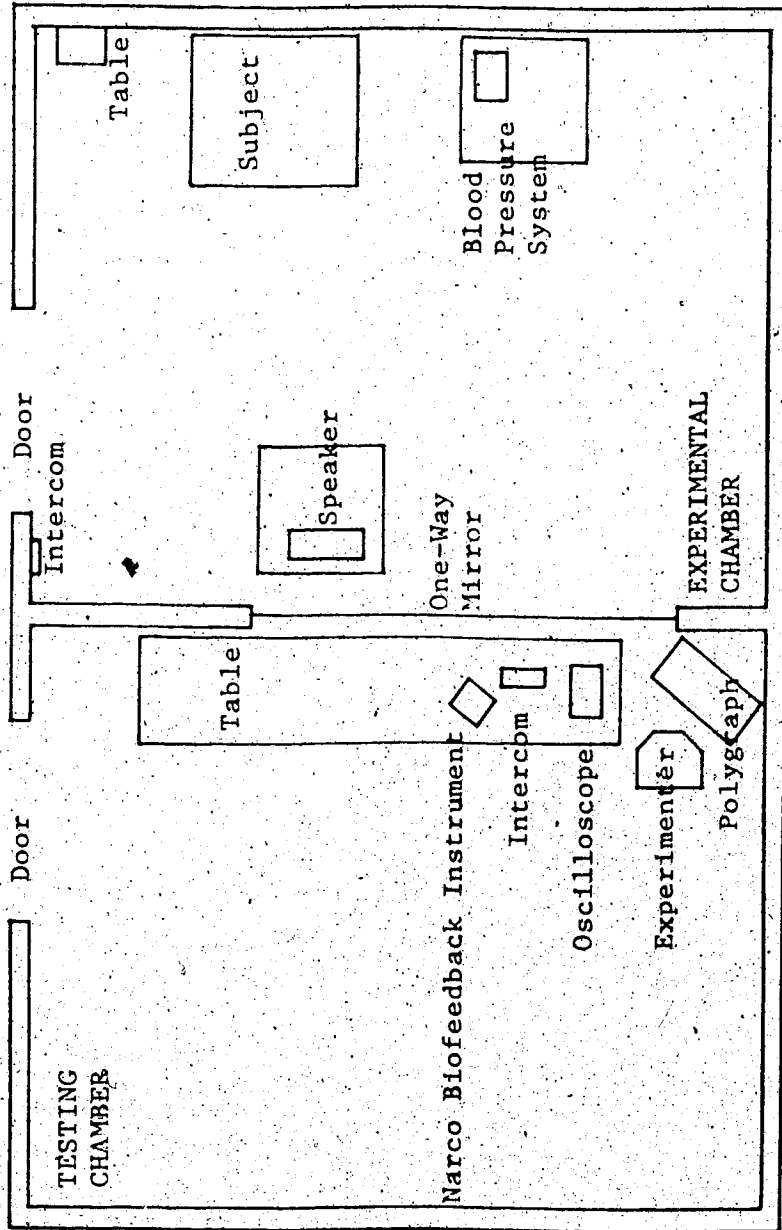 TESTING
CHAMBER
Door
Door
Intercom
Table
Subject
Blood
Pressure
System
Speaker
One-Way
Mirror
EXPERIMENTAL
CHAMBER
Table
Narco Biofeedback Instrument
Intercom
Oscilloscope
Experimenter
Polygraph